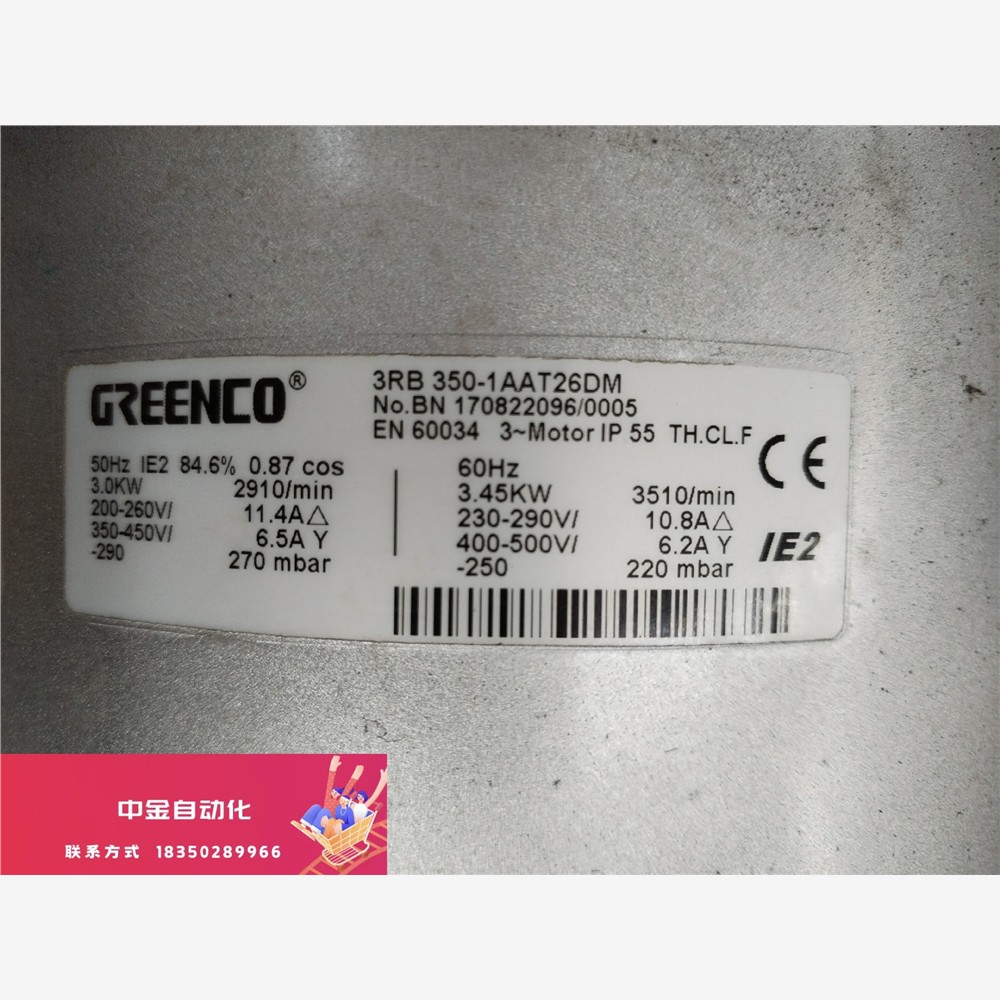 GREENCO®
3RB 350-1AAT26DM
No.BN 170822096/0005
EN 60034 3~Motor IP 55 TH.CL.F
CE
50Hz IE2 84.6% 0.87 cos
3.0KW 2910/min
200-260V/ 11.4A△
350-450V/ 6.5A Y
-290 270 mbar
60Hz
3.45KW 3510/min
230-290V/ 10.8A△
400-500V/ 6.2A Y
-250 220 mbar
IE2
中金自动化
联系方式 18350289966